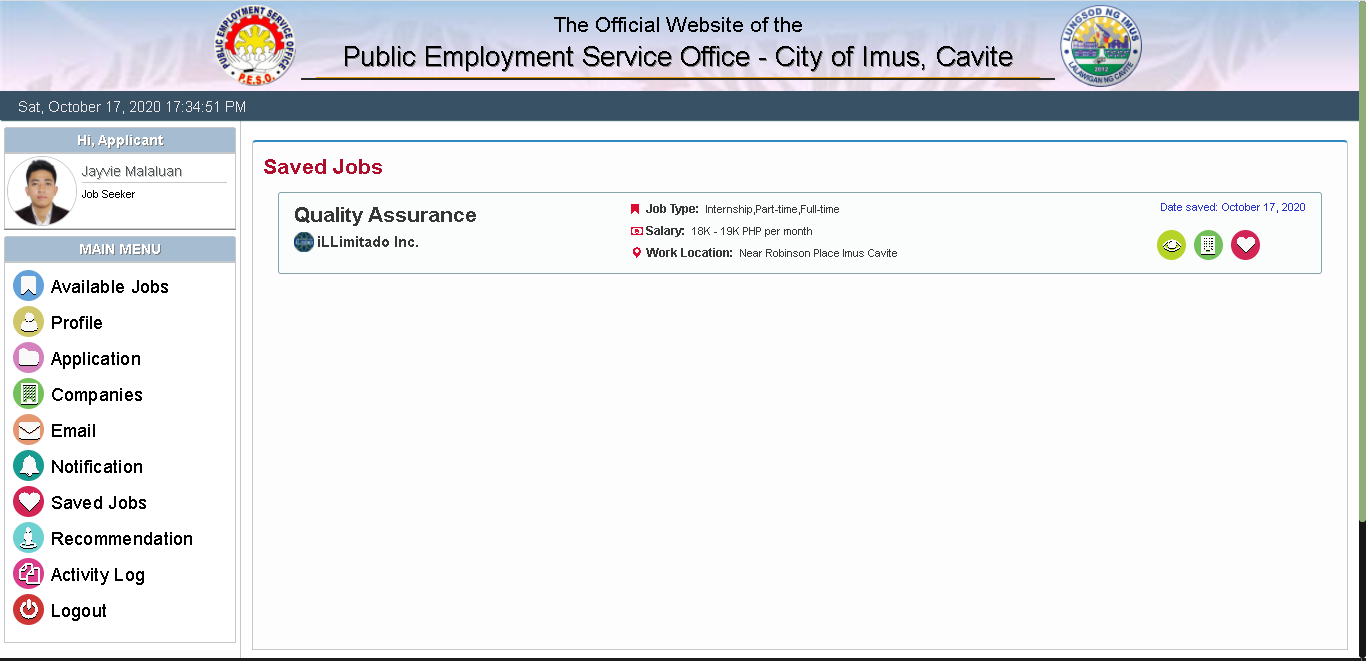 PUBLIC EMPLOYMENT SERVICE OFFICE
P.E.S.O.
The Official Website of the
Public Employment Service Office - City of Imus, Cavite
LUNGSOD NG IMUS
LALAWIGAN NG CAVITE
2012
Sat, October 17, 2020 17:34:51 PM
Hi, Applicant
Jayvie Malaluan
Job Seeker
MAIN MENU
Available Jobs
Profile
Application
Companies
Email
Notification
Saved Jobs
Recommendation
Activity Log
Logout
Saved Jobs
Quality Assurance
iLLimitado Inc.
Job Type: Internship,Part-time,Full-time
Salary: 18K - 19K PHP per month
Work Location: Near Robinson Place Imus Cavite
Date saved: October 17, 2020